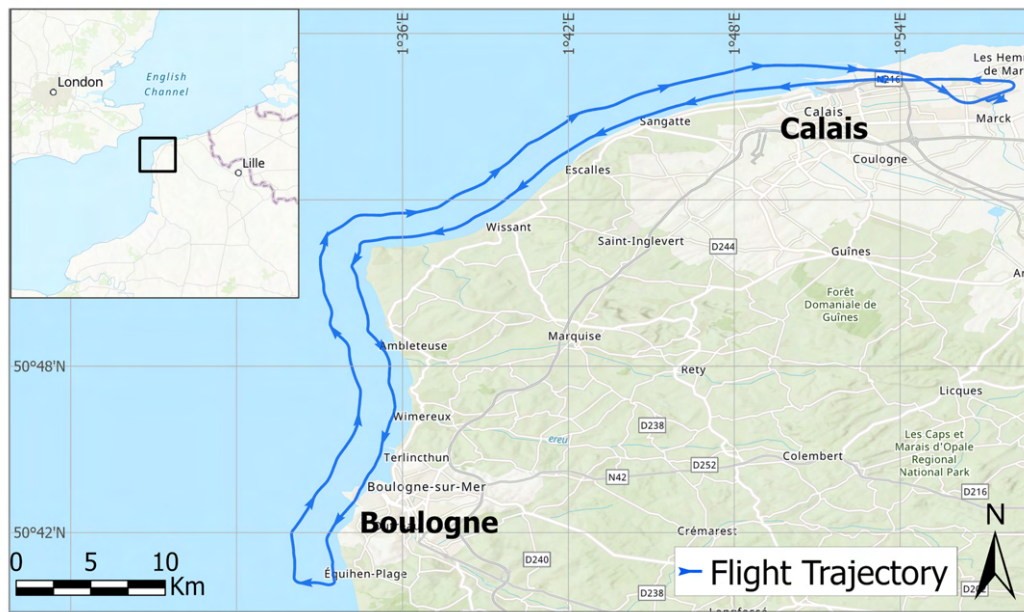 1°36'E
1°42'E
1°48'E
1°54'E
London
English
Channel
Lille
Les Hem
de Mar
N216
Calais
Marck
Calais
Sangatte
Coulogne
Escalles
Wissant
Saint-Inglevert
D244
Guînes
Forêt
Domaniale de
Guînes
Marquise
Ambleteuse
50°48'N
Rety
Licques
Wimereux
D238
ereu
Les Caps et
Marais d'Opale
Regional
National Park
Terlincthun
Colembert
D252
N42
Boulogne-sur-Mer
D216
Boulogne
N
50°42'N
Crémarest
0 5 10
Km
D240
Équihen-Plage
Flight Trajectory
D238